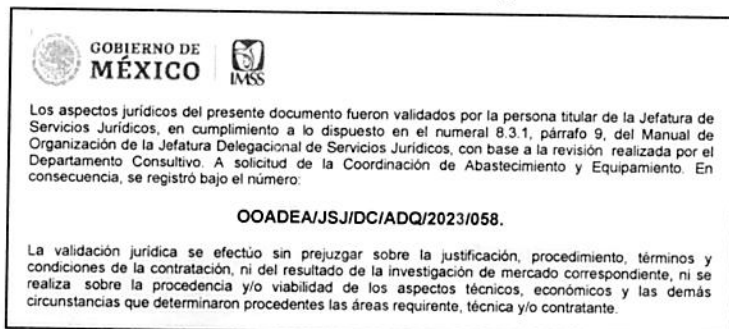 GOBIERNO DE
MÉXICO
IMSS
Los aspectos jurídicos del presente documento fueron validados por la persona titular de la Jefatura de
Servicios Jurídicos, en cumplimiento a lo dispuesto en el numeral 8.3.1, párrafo 9, del Manual de
Organización de la Jefatura Delegacional de Servicios Jurídicos, con base a la revisión realizada por el
Departamento Consultivo. A solicitud de la Coordinación de Abastecimiento y Equipamiento. En
consecuencia, se registró bajo el número:
OOADEA/JSJ/DC/ADQ/2023/058.
La validación jurídica se efectúo sin prejuzgar sobre la justificación, procedimiento, términos y
condiciones de la contratación, ni del resultado de la investigación de mercado correspondiente, ni se
realiza sobre la procedencia y/o viabilidad de los aspectos técnicos, económicos y las demás
circunstancias que determinaron procedentes las áreas requirente, técnica y/o contratante.